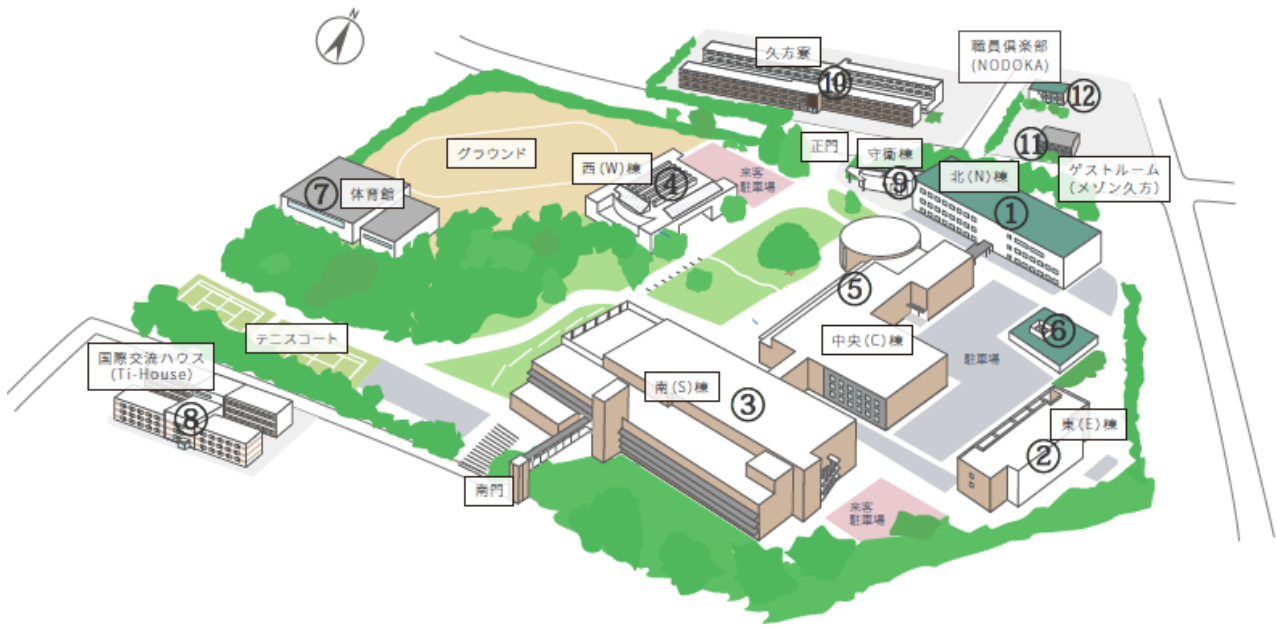 N
久方寮
⑩
職員倶楽部
(NODOKA)
⑫
⑪
正門
守衛棟
⑨
北(N)棟
①
ゲストルーム
(メゾン久方)
グラウンド
西(W)棟
④
来客
駐車場
⑦
体育館
⑤
中央(C)棟
駐車場
⑥
テニスコート
国際交流ハウス
(Ti-House)
⑧
南(S)棟
③
東(E)棟
②
南門
来客
駐車場